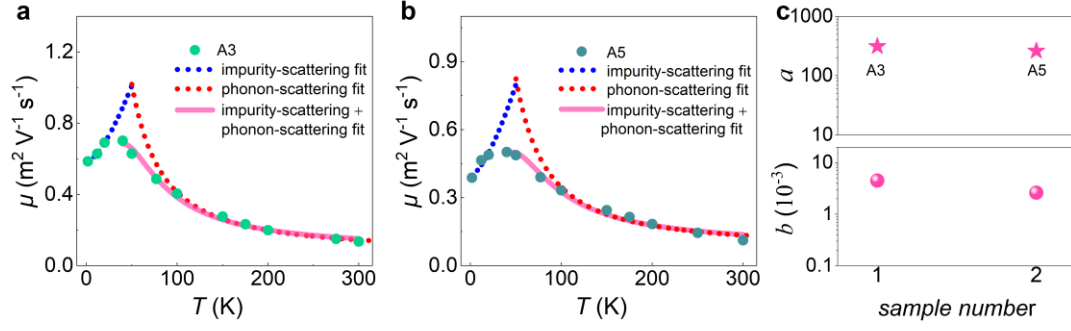 a
1.2
0.8
0.4
0.0
μ (m² V⁻¹ s⁻¹)
A3
impurity-scattering fit
phonon-scattering fit
impurity-scattering +
phonon-scattering fit
0 50 100 150 200 250 300
T (K)
b
0.9
0.6
0.3
0.0
μ (m² V⁻¹ s⁻¹)
A5
impurity-scattering fit
phonon-scattering fit
impurity-scattering +
phonon-scattering fit
0 50 100 150 200 250 300
T (K)
c
1000
100
10
a
A3 A5
10
1
0.1
b (10⁻³)
1 2
sample number